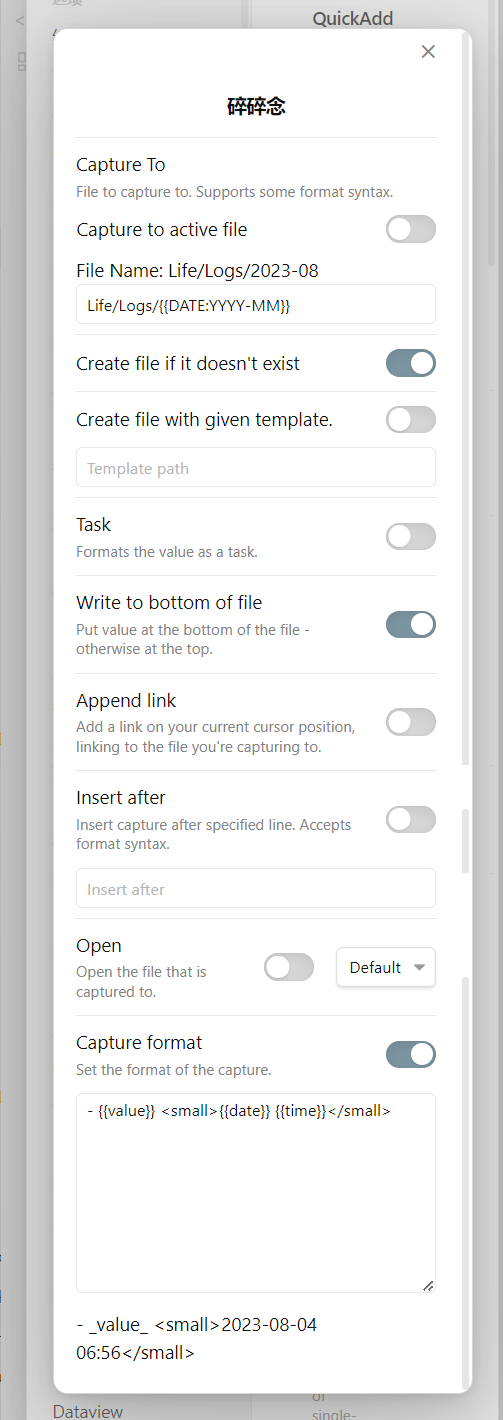 QuickAdd
碎碎念
Capture To
File to capture to. Supports some format syntax.
Capture to active file
File Name: Life/Logs/2023-08
Life/Logs/{{DATE:YYYY-MM}}
Create file if it doesn't exist
Create file with given template.
Template path
Task
Formats the value as a task.
Write to bottom of file
Put value at the bottom of the file -
otherwise at the top.
Append link
Add a link on your current cursor position,
linking to the file you're capturing to.
Insert after
Insert capture after specified line. Accepts
format syntax.
Insert after
Open
Open the file that is
captured to.
Default
Capture format
Set the format of the capture.
- {{value}} <small>{{date}} {{time}}</small>
- _value_ <small>2023-08-04
06:56</small>
of
single-
Dataview